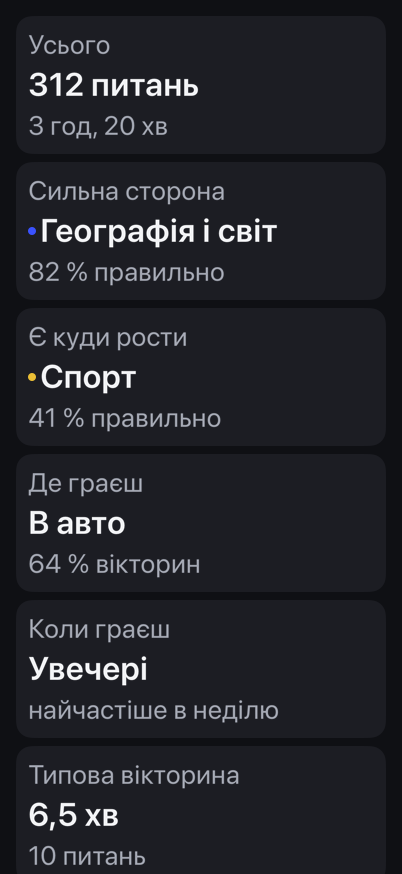 Усього
312 питань
3 год, 20 хв
Сильна сторона
Географія і світ
82 % правильно
Є куди рости
Спорт
41 % правильно
Де граєш
В авто
64 % вікторин
Коли граєш
Увечері
найчастіше в неділю
Типова вікторина
6,5 хв
10 питань